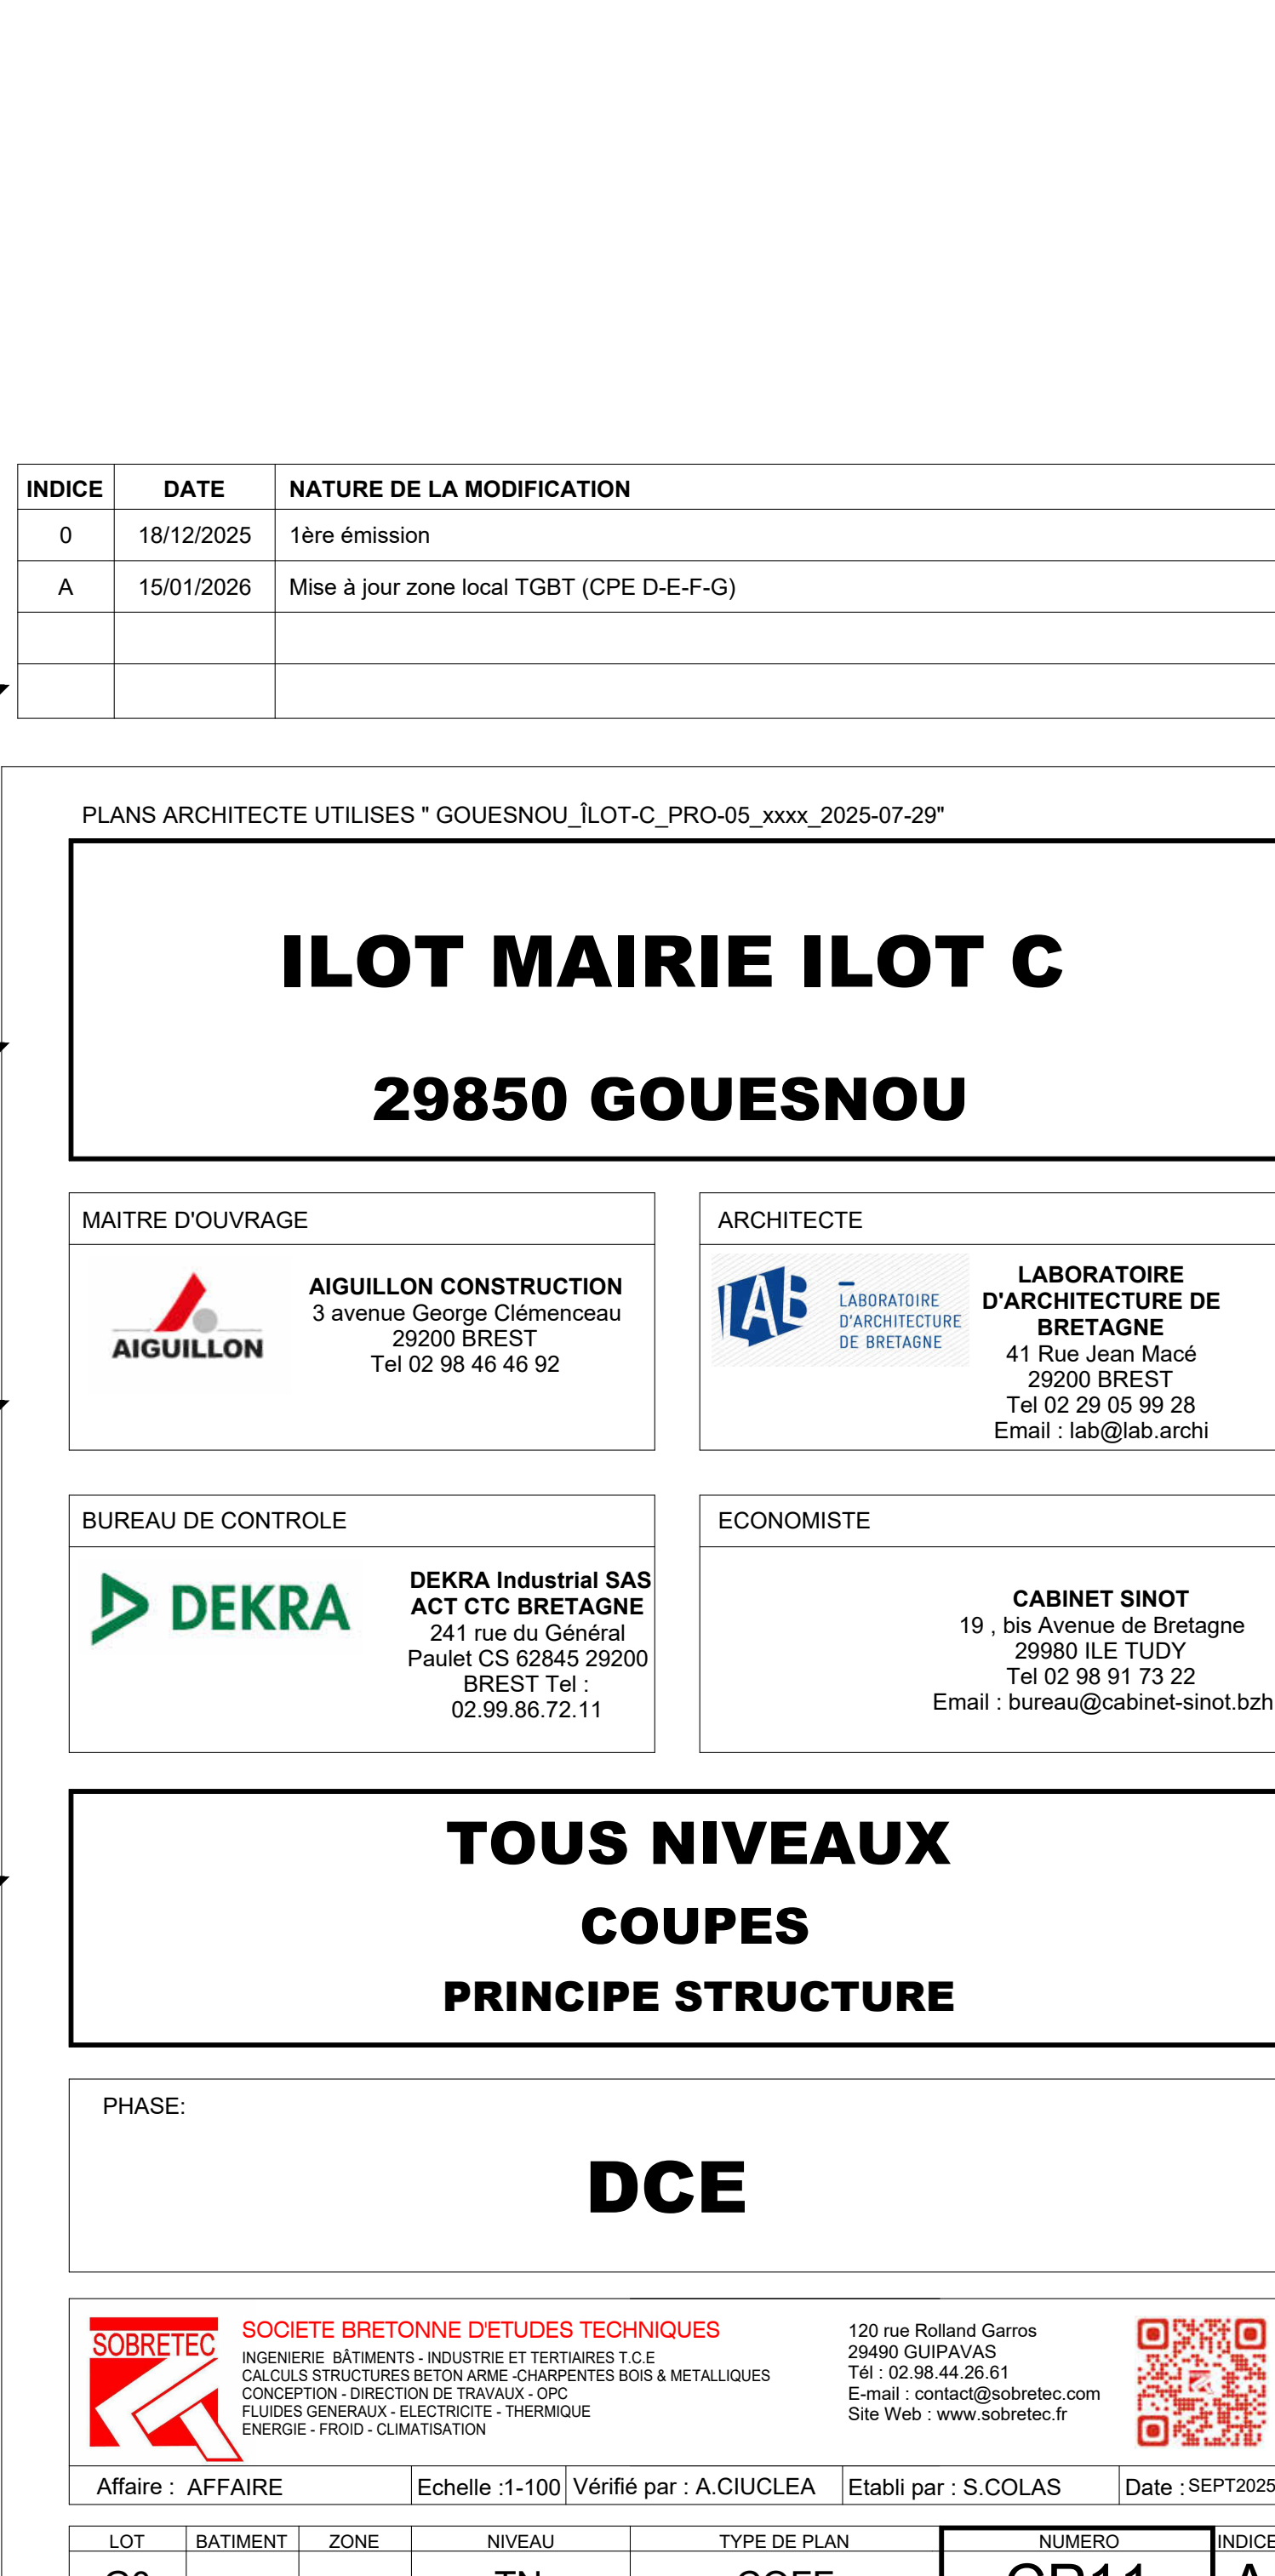 INDICE DATE NATURE DE LA MODIFICATION
0 18/12/2025 1ère émission
A 15/01/2026 Mise à jour zone local TGBT (CPE D-E-F-G)
PLANS ARCHITECTE UTILISES " GOUESNOU_ÎLOT-C_PRO-05_xxxx_2025-07-29"
ILOT MAIRIE ILOT C
29850 GOUESNOU
MAITRE D'OUVRAGE
AIGUILLON
AIGUILLON CONSTRUCTION
3 avenue George Clémenceau
29200 BREST
Tel 02 98 46 46 92
ARCHITECTE
LAB
LABORATOIRE
D'ARCHITECTURE
DE BRETAGNE
LABORATOIRE
D'ARCHITECTURE DE
BRETAGNE
41 Rue Jean Macé
29200 BREST
Tel 02 29 05 99 28
Email : lab@lab.archi
BUREAU DE CONTROLE
DEKRA
DEKRA Industrial SAS
ACT CTC BRETAGNE
241 rue du Général
Paulet CS 62845 29200
BREST Tel :
02.99.86.72.11
ECONOMISTE
CABINET SINOT
19 , bis Avenue de Bretagne
29980 ILE TUDY
Tel 02 98 91 73 22
Email : bureau@cabinet-sinot.bzh
TOUS NIVEAUX
COUPES
PRINCIPE STRUCTURE
PHASE:
DCE
SOBRETEC
SOCIETE BRETONNE D'ETUDES TECHNIQUES
INGENIERIE BÂTIMENTS - INDUSTRIE ET TERTIAIRES T.C.E
CALCULS STRUCTURES BETON ARME -CHARPENTES BOIS & METALLIQUES
CONCEPTION - DIRECTION DE TRAVAUX - OPC
FLUIDES GENERAUX - ELECTRICITE - THERMIQUE
ENERGIE - FROID - CLIMATISATION
120 rue Rolland Garros
29490 GUIPAVAS
Tél : 02.98.44.26.61
E-mail : contact@sobretec.com
Site Web : www.sobretec.fr
Affaire : AFFAIRE Echelle :1-100 Vérifié par : A.CIUCLEA Etabli par : S.COLAS Date : SEPT2025
LOT BATIMENT ZONE NIVEAU TYPE DE PLAN NUMERO INDICE
TN COFF A